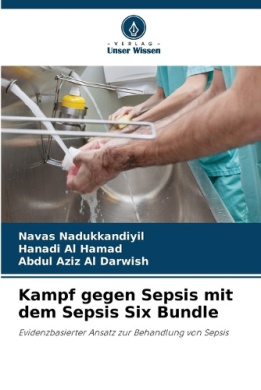 - VERLAG -
Unser Wissen
Navas Nadukkandiyil
Hanadi Al Hamad
Abdul Aziz Al Darwish
Kampf gegen Sepsis mit
dem Sepsis Six Bundle
Evidenzbasierter Ansatz zur Behandlung von Sepsis